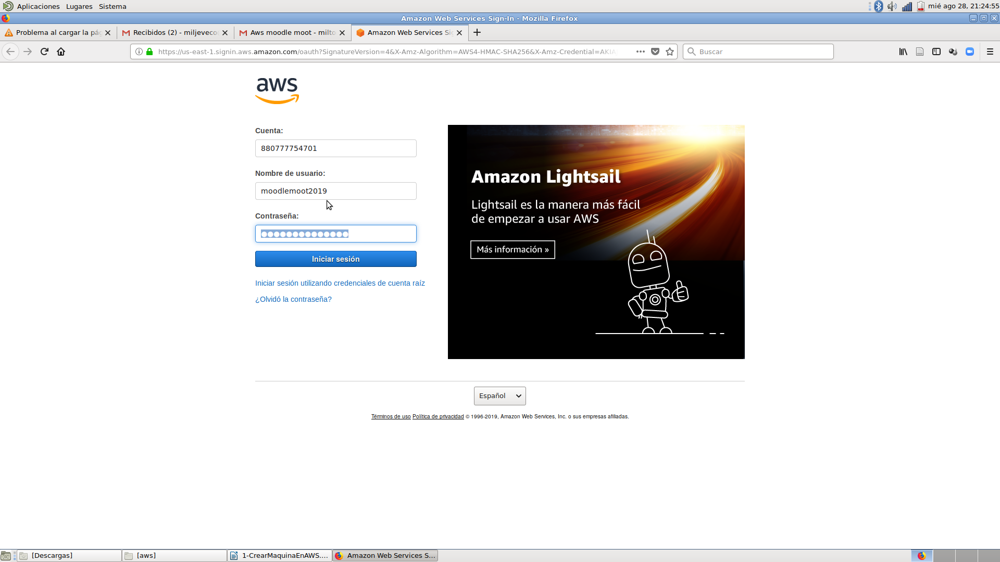 Aplicaciones Lugares Sistema
mié ago 28, 21:24:55
Amazon Web Services Sign-In - Mozilla Firefox
Problema al cargar la pág
Recibidos (2) - miljeveco
Aws moodle moot - milto
Amazon Web Services Si
https://us-east-1.signin.aws.amazon.com/oauth?SignatureVersion=4&X-Amz-Algorithm=AWS4-HMAC-SHA256&X-Amz-Credential=AKIA
Buscar
aws
Cuenta:
880777754701
Nombre de usuario:
moodlemoot2019
Contraseña:
Iniciar sesión
Iniciar sesión utilizando credenciales de cuenta raíz
¿Olvidó la contraseña?
Amazon Lightsail
Lightsail es la manera más fácil
de empezar a usar AWS
Más información »
Español
Términos de uso Política de privacidad © 1996-2019, Amazon Web Services, Inc. o sus empresas afiliadas.
[Descargas]
[aws]
1-CrearMaquinaEnAWS....
Amazon Web Services S...